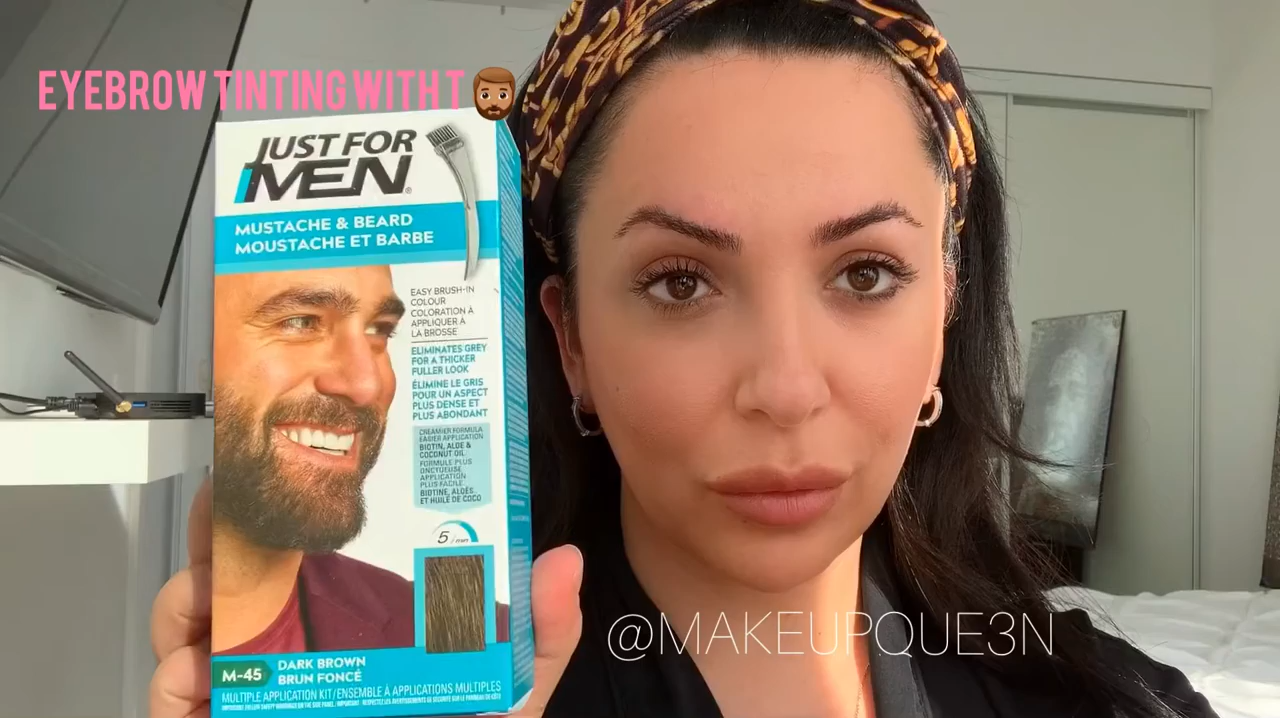 EYEBROW TINTING WITH T
JUST FOR
MEN
MUSTACHE & BEARD
MOUSTACHE ET BARBE
EASY BRUSH-IN
COLOUR
COLORATION À
APPLIQUER À
LA BROSSE
ELIMINATES GREY
FOR A THICKER
FULLER LOOK
ÉLIMINE LE GRIS
POUR UN ASPECT
PLUS DENSE ET
PLUS ABONDANT
CREAMIER FORMULA
EASIER APPLICATION
BIOTIN, ALOE &
COCONUT OIL
FORMULE PLUS
ONCTUEUSE
APPLICATION
PLUS FACILE
BIOTINE, ALOÈS
ET HUILE DE COCO
5 / min
M-45
DARK BROWN
BRUN FONCÉ
MULTIPLE APPLICATION KIT / ENSEMBLE À APPLICATIONS MULTIPLES
@MAKEUPQUE3N